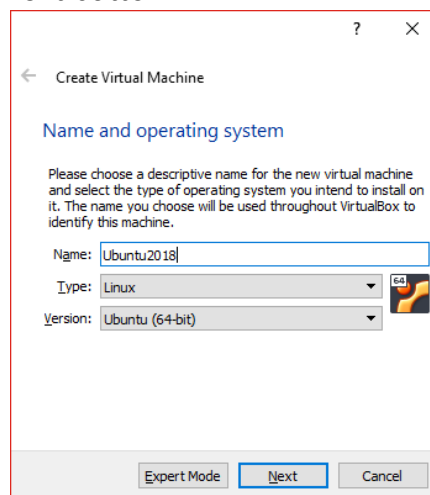 ?
Create Virtual Machine
Name and operating system
Please choose a descriptive name for the new virtual machine
and select the type of operating system you intend to install on
it. The name you choose will be used throughout VirtualBox to
identify this machine.
Name: Ubuntu2018
Type: Linux
64
Version: Ubuntu (64-bit)
Expert Mode Next Cancel